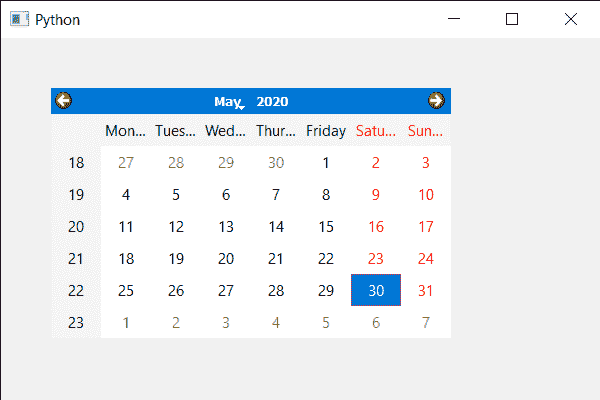 Python
May 2020
Mon... Tues... Wed... Thur... Friday Satu... Sun...
18 27 28 29 30 1 2 3
19 4 5 6 7 8 9 10
20 11 12 13 14 15 16 17
21 18 19 20 21 22 23 24
22 25 26 27 28 29 30 31
23 1 2 3 4 5 6 7